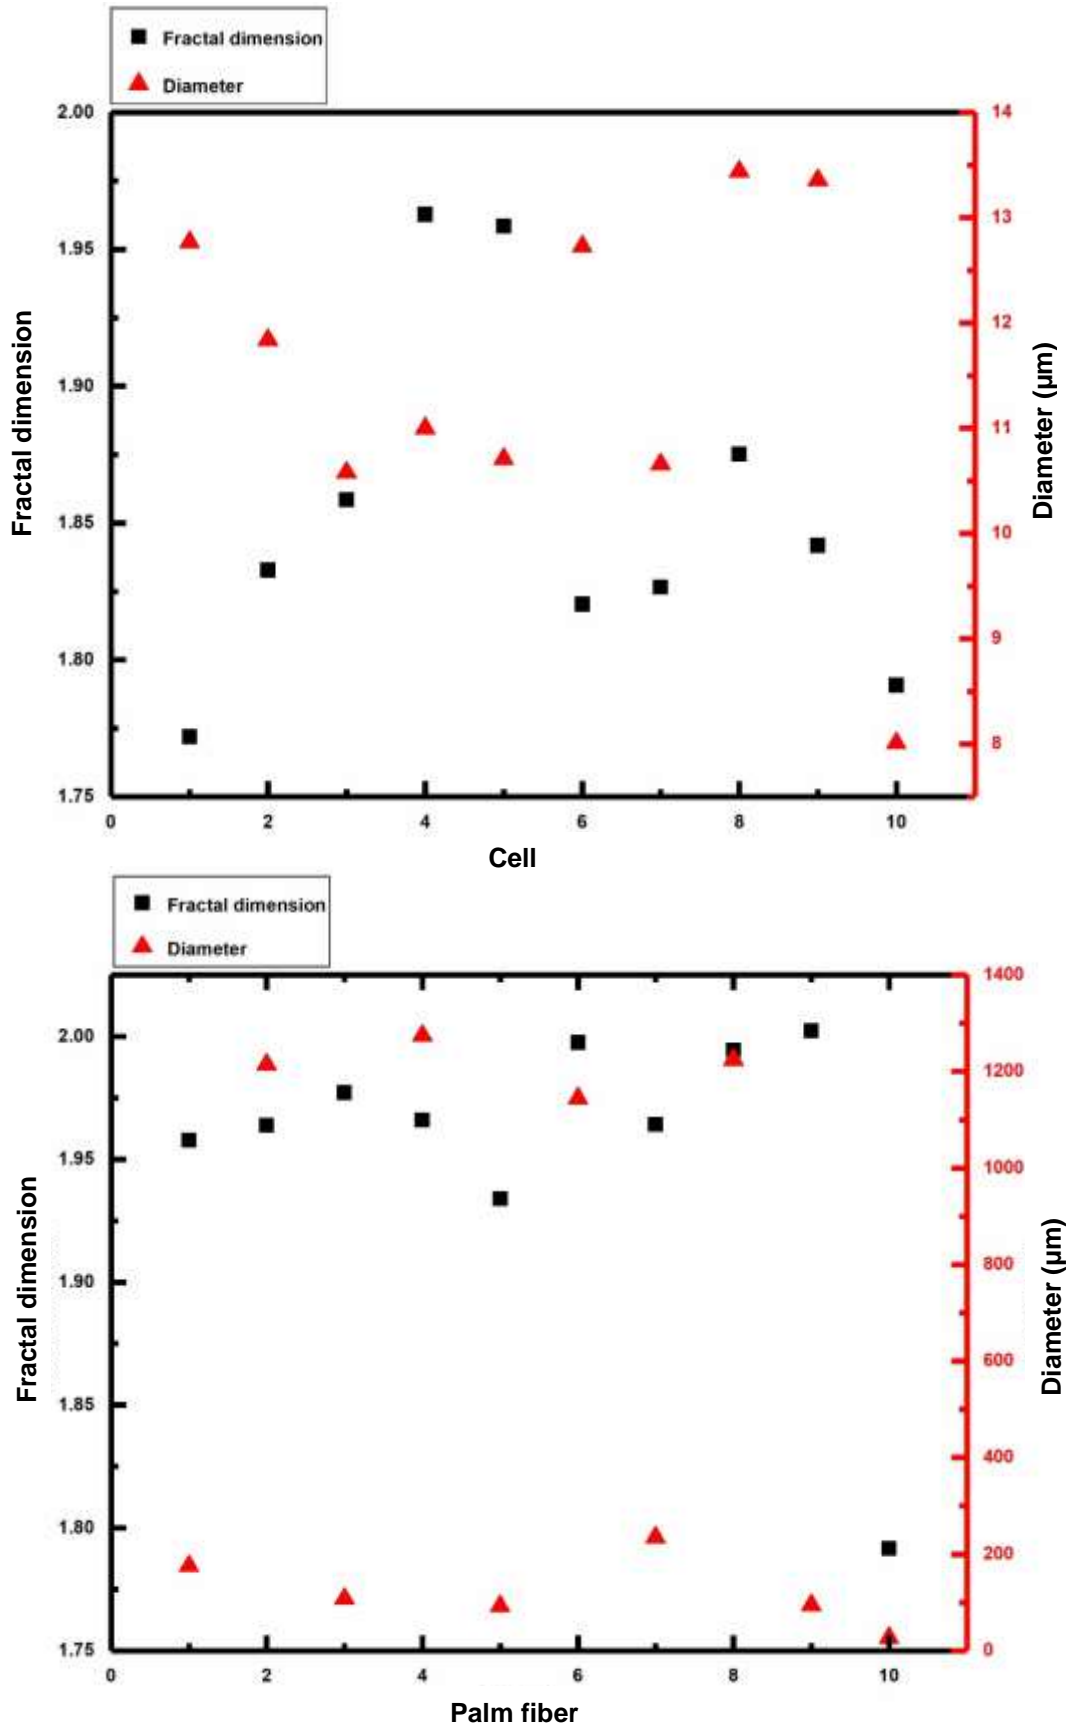 Fractal dimension
Diameter
2.00
1.95
1.90
1.85
1.80
1.75
Fractal dimension
14
13
12
11
10
9
8
Diameter (µm)
0 2 4 6 8 10
Cell
Fractal dimension
Diameter
2.00
1.95
1.90
1.85
1.80
1.75
Fractal dimension
1400
1200
1000
800
600
400
200
0
Diameter (µm)
0 2 4 6 8 10
Palm fiber